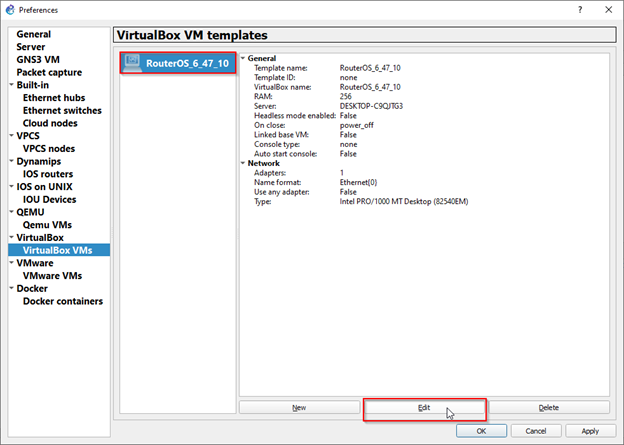 Preferences
? ×
General
Server
GNS3 VM
Packet capture
Built-in
Ethernet hubs
Ethernet switches
Cloud nodes
VPCS
VPCS nodes
Dynamips
IOS routers
IOS on UNIX
IOU Devices
QEMU
Qemu VMs
VirtualBox
VirtualBox VMs
VMware
VMware VMs
Docker
Docker containers
VirtualBox VM templates
RouterOS_6_47_10
General
Template name: RouterOS_6_47_10
Template ID: none
VirtualBox name: RouterOS_6_47_10
RAM: 256
Server: DESKTOP-C9QJTG3
Headless mode enabled: False
On close: power_off
Linked base VM: False
Console type: none
Auto start console: False
Network
Adapters: 1
Name format: Ethernet{0}
Use any adapter: False
Type: Intel PRO/1000 MT Desktop (82540EM)
New Edit Delete
OK Cancel Apply